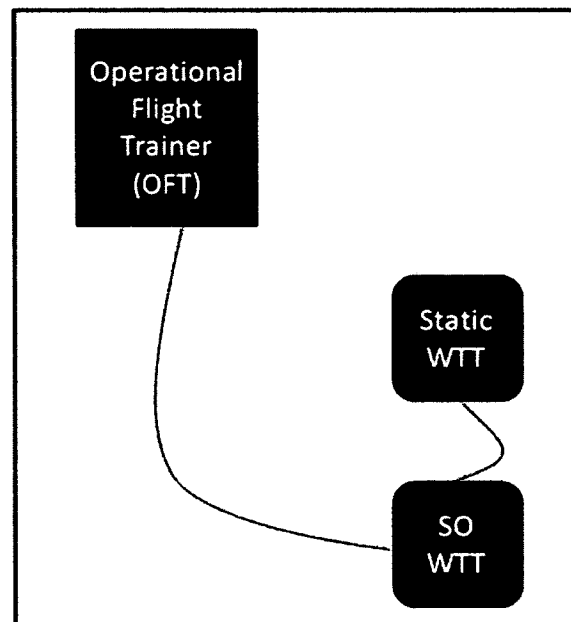 Operational
Flight
Trainer
(OFT)
Static
WTT
SO
WTT